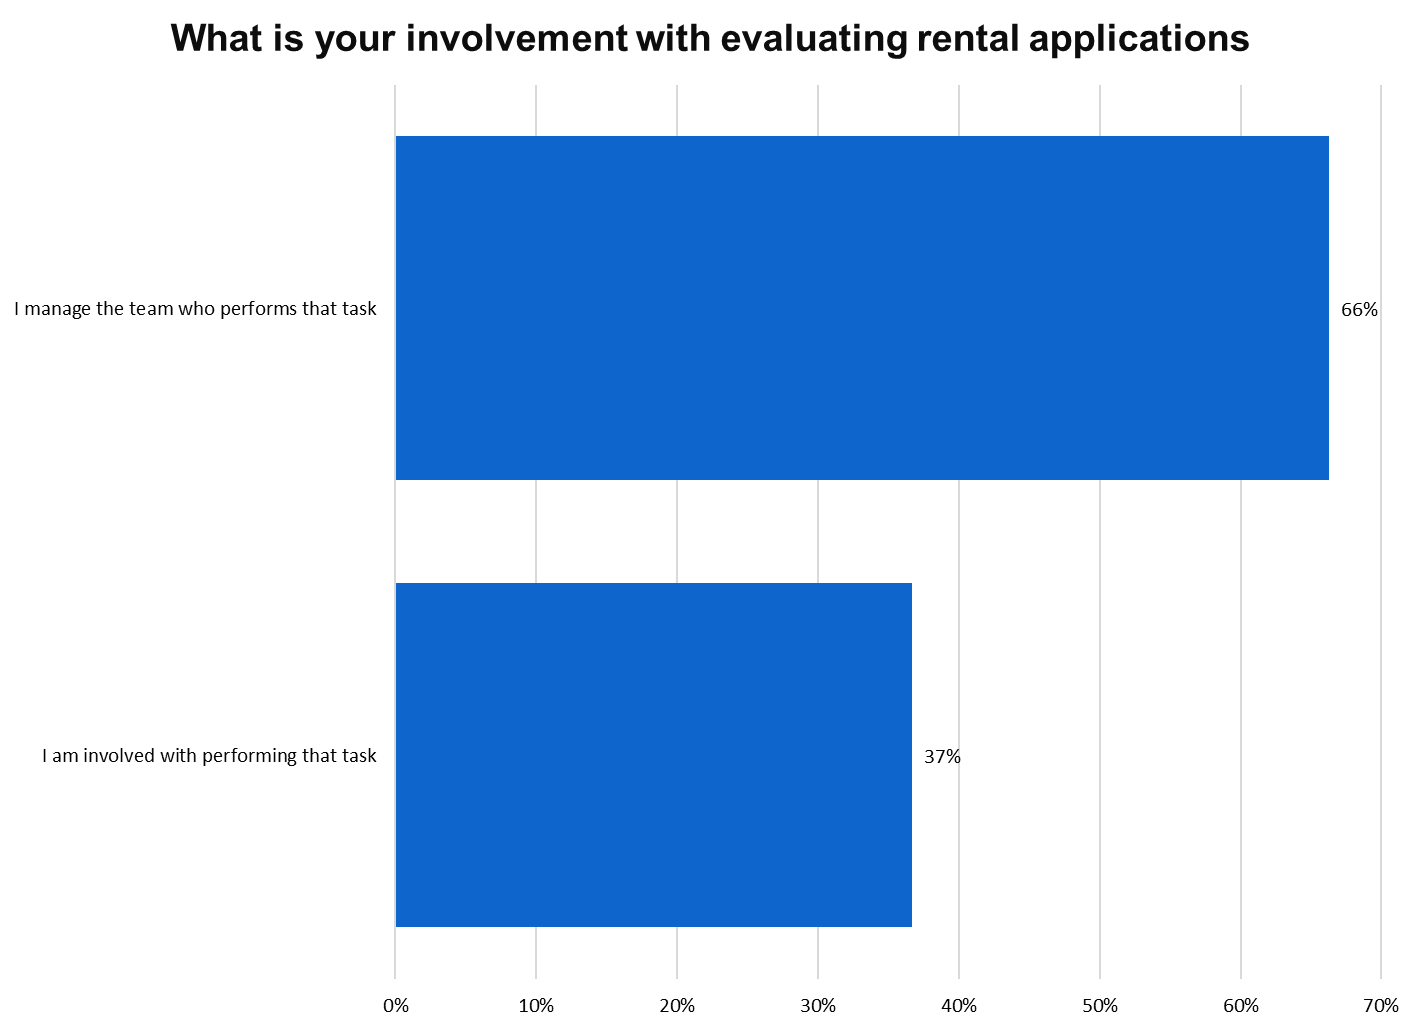 What is your involvement with evaluating rental applications
I manage the team who performs that task
66%
I am involved with performing that task
37%
0% 10% 20% 30% 40% 50% 60% 70%